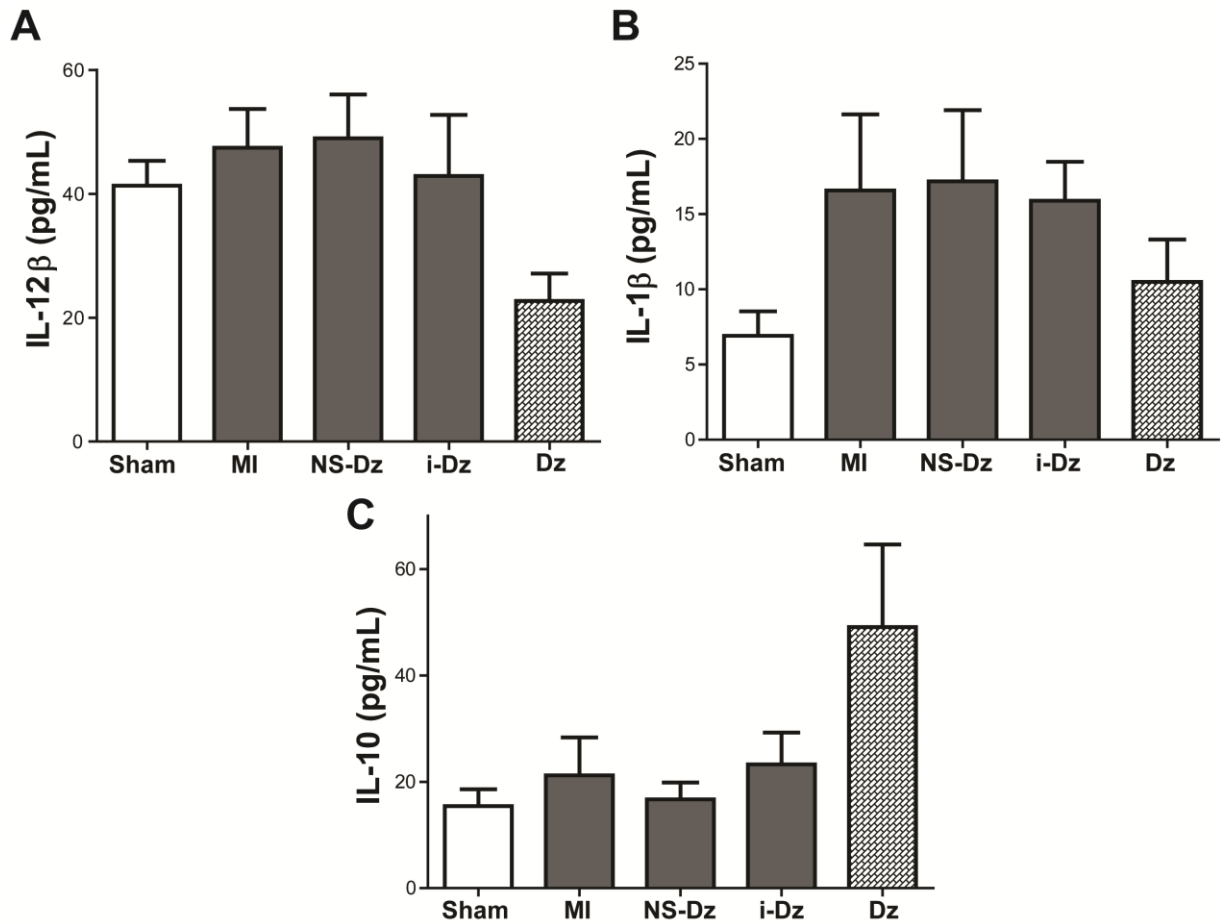 A
IL-12β (pg/mL)
60
40
20
0
Sham MI NS-Dz i-Dz Dz
B
IL-1β (pg/mL)
25
20
15
10
5
0
Sham MI NS-Dz i-Dz Dz
C
IL-10 (pg/mL)
60
40
20
0
Sham MI NS-Dz i-Dz Dz